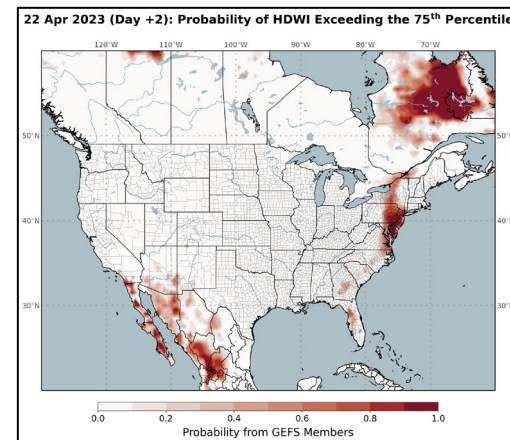 22 Apr 2023 (Day +2): Probability of HDWI Exceeding the 75th Percentile
120°W 110°W 100°W 90°W 80°W 70°W
50°N 50°N
40°N 40°N
30°N 30°N
0.0 0.2 0.4 0.6 0.8 1.0
Probability from GEFS Members